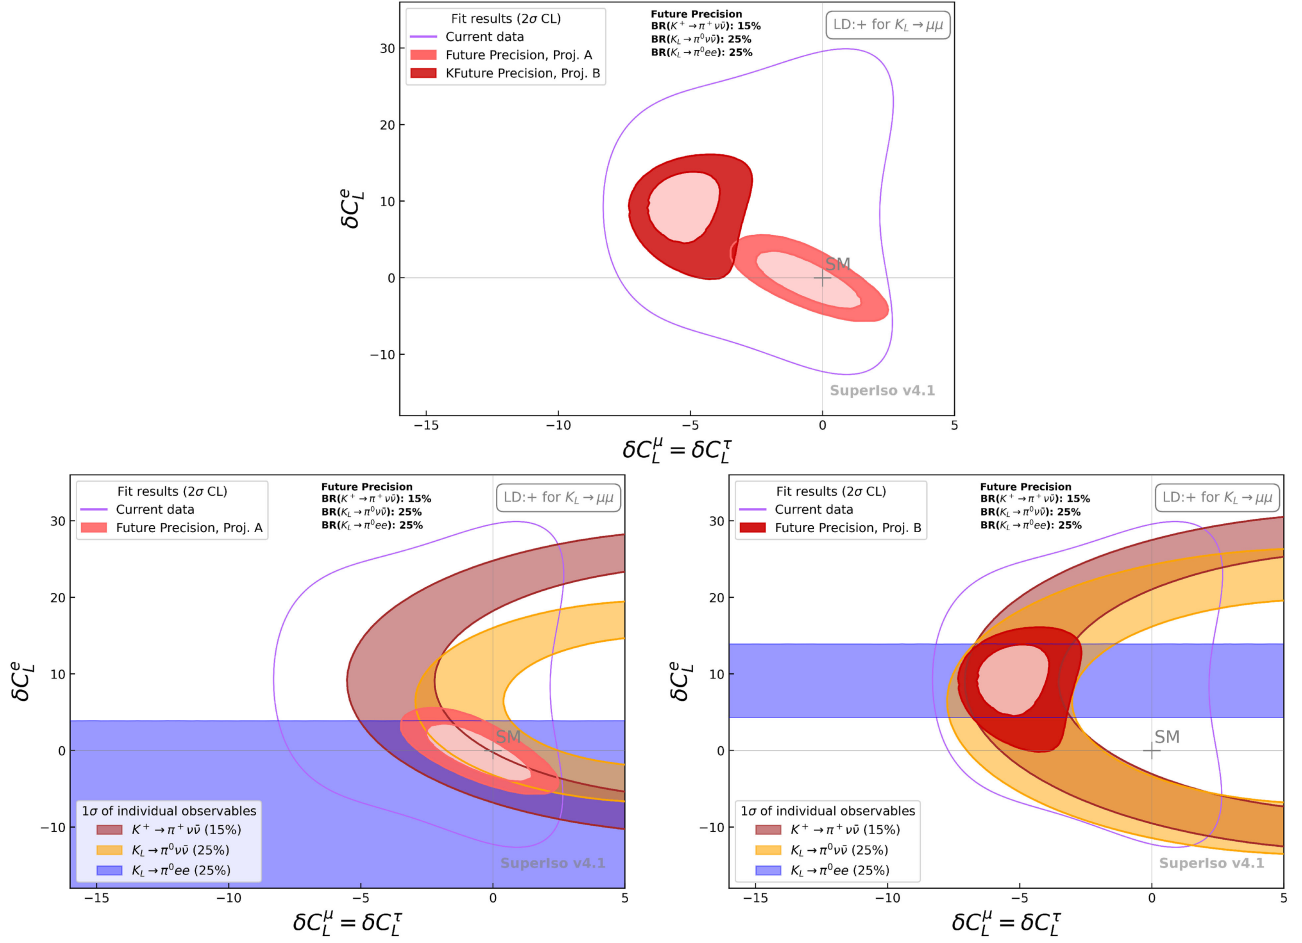 Fit results (2σ CL)
Current data
Future Precision, Proj. A
KFuture Precision, Proj. B
Future Precision
BR(K⁺ → π⁺νν̄): 15%
BR(K_L → π⁰νν̄): 25%
BR(K_L → π⁰ee): 25%
LD:+ for K_L → μμ
30
20
10
0
−10
δC_L^e
SM
SuperIso v4.1
−15
−10
−5
0
5
δC_L^μ = δC_L^τ
Fit results (2σ CL)
Current data
Future Precision, Proj. A
Future Precision
BR(K⁺ → π⁺νν̄): 15%
BR(K_L → π⁰νν̄): 25%
BR(K_L → π⁰ee): 25%
LD:+ for K_L → μμ
30
20
10
0
−10
δC_L^e
SM
1σ of individual observables
K⁺ → π⁺νν̄ (15%)
K_L → π⁰νν̄ (25%)
K_L → π⁰ee (25%)
SuperIso v4.1
−15
−10
−5
0
5
δC_L^μ = δC_L^τ
Fit results (2σ CL)
Current data
Future Precision, Proj. B
Future Precision
BR(K⁺ → π⁺νν̄): 15%
BR(K_L → π⁰νν̄): 25%
BR(K_L → π⁰ee): 25%
LD:+ for K_L → μμ
30
20
10
0
−10
δC_L^e
SM
1σ of individual observables
K⁺ → π⁺νν̄ (15%)
K_L → π⁰νν̄ (25%)
K_L → π⁰ee (25%)
SuperIso v4.1
−15
−10
−5
0
5
δC_L^μ = δC_L^τ